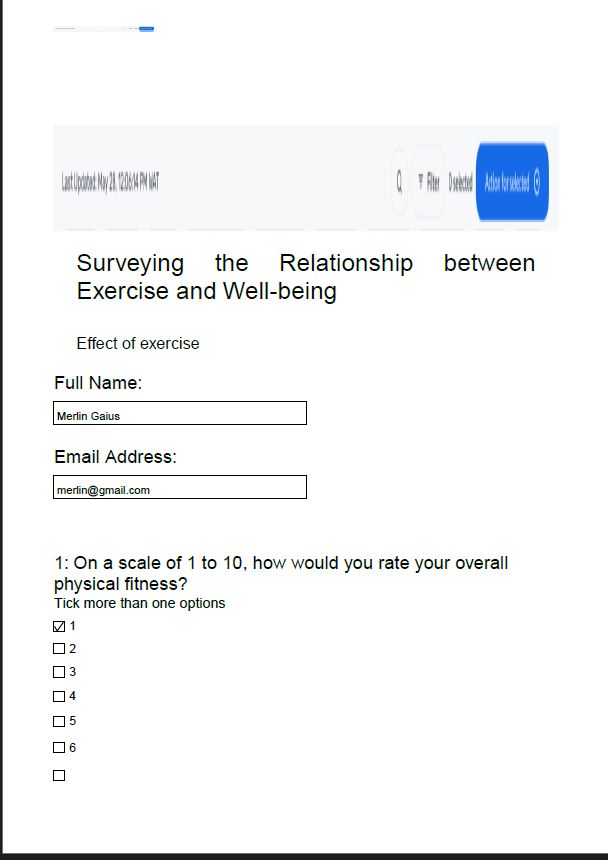 Last Updated: May 28, 12:06:14 PM WAT
Filter
0 selected
Action for selected
Surveying the Relationship between
Exercise and Well-being
Effect of exercise
Full Name:
Merlin Gaius
Email Address:
merlin@gmail.com
1: On a scale of 1 to 10, how would you rate your overall
physical fitness?
Tick more than one options
1
2
3
4
5
6